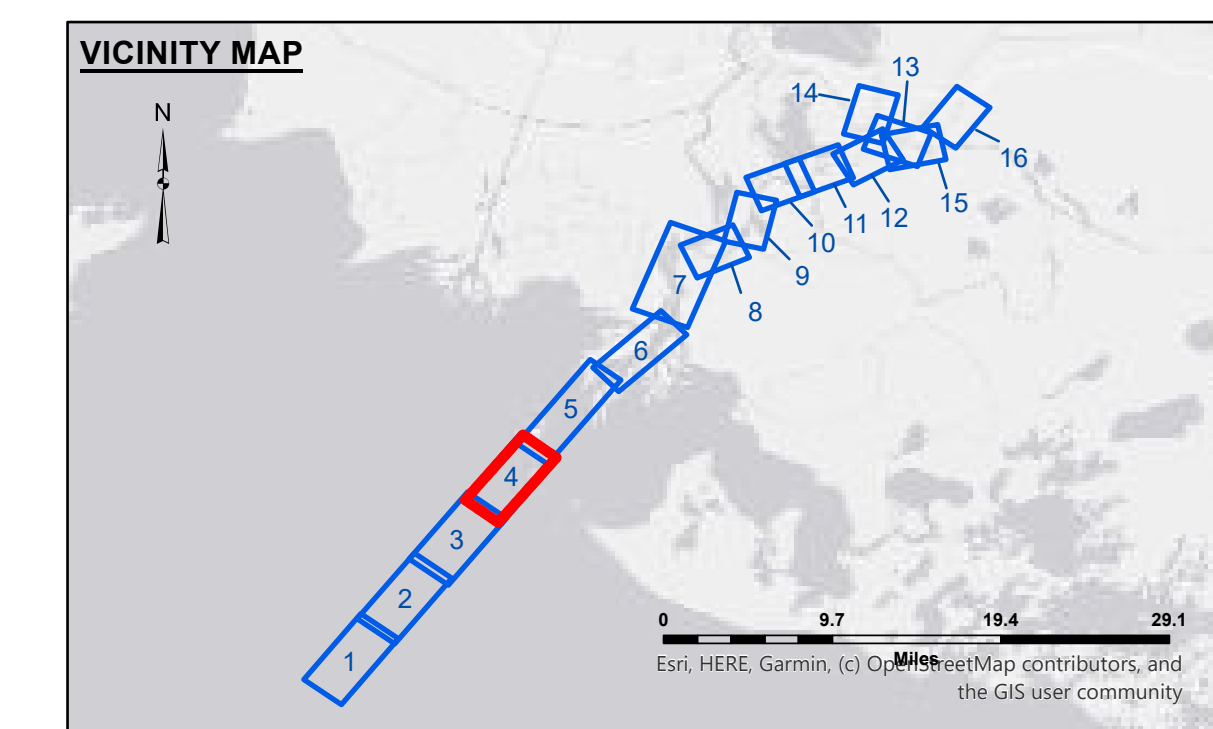 VICINITY MAP
N
13
14
16
15
12
11
10
9
8
7
6
5
4
3
2
1
0 9.7 19.4 29.1
Miles
Esri, HERE, Garmin, (c) OpenStreetMap contributors, and
the GIS user community